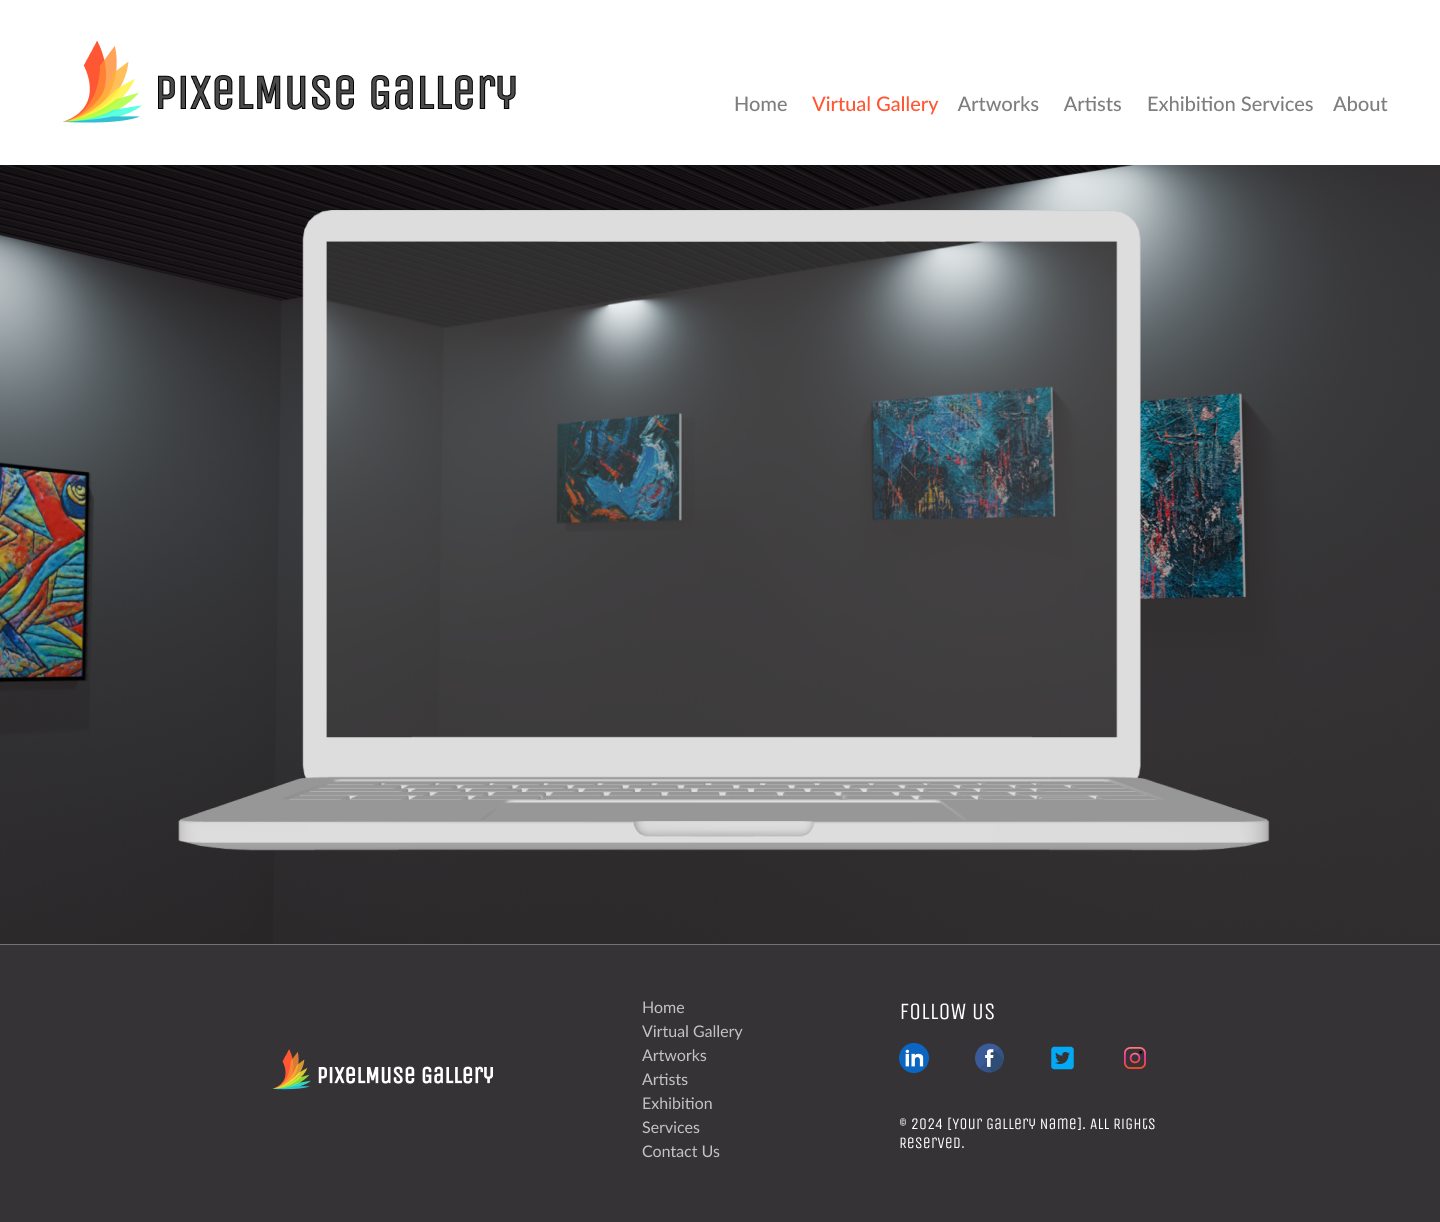 PIXELMUSE GALLERY
Home Virtual Gallery Artworks Artists Exhibition Services About
Home
Virtual Gallery
Artworks
Artists
Exhibition
Services
Contact Us
PIXELMUSE GALLERY
FOLLOW US
in f
© 2024 [Your Gallery Name]. All Rights
Reserved.